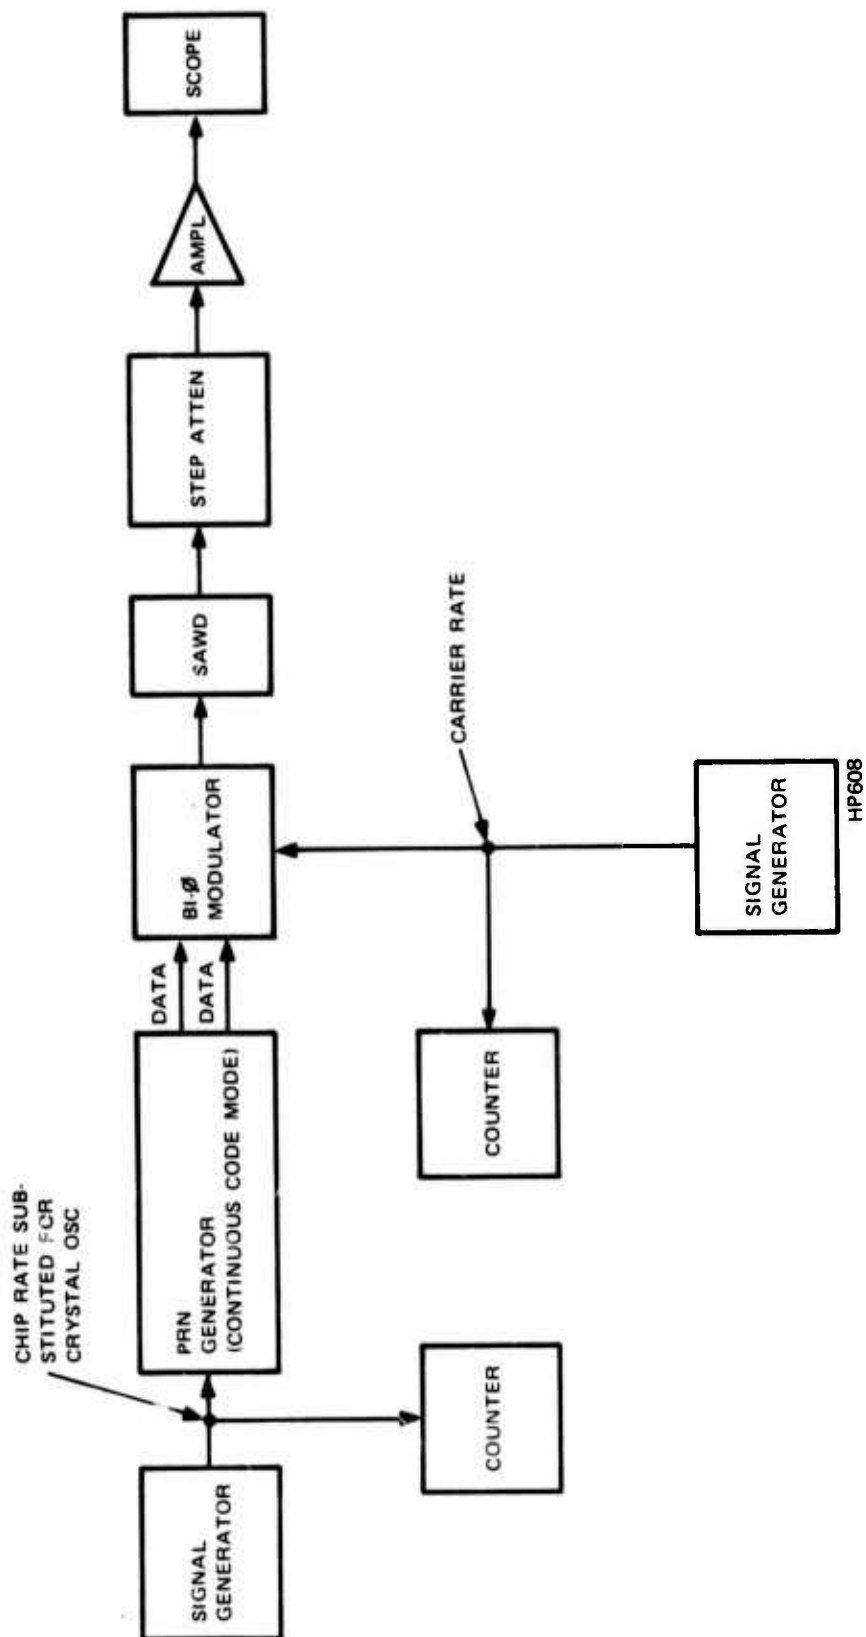 CHIP RATE SUB-
STITUTED FOR
CRYSTAL OSC
SIGNAL
GENERATOR
PRN
GENERATOR
(CONTINUOUS CODE MODE)
DATA
DATA
BI-Ø
MODULATOR
SAWD
STEP ATTEN
AMPL
SCOPE
COUNTER
COUNTER
CARRIER RATE
SIGNAL
GENERATOR
HP608